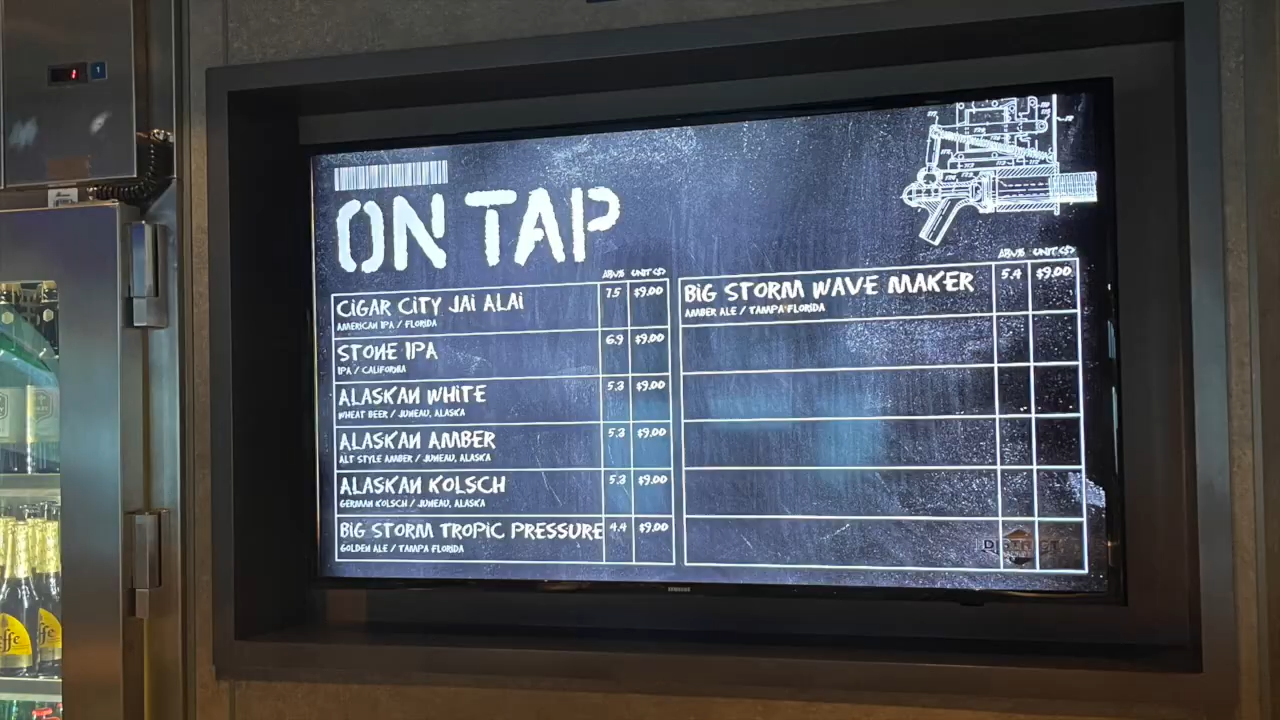 ON TAP
ABV% UNIT($)
CIGAR CITY JAI ALAI 7.5 $9.00
AMERICAN IPA / FLORIDA
STONE IPA 6.9 $9.00
IPA / CALIFORNIA
ALASKAN WHITE 5.3 $9.00
WHEAT BEER / JUNEAU, ALASKA
ALASKAN AMBER 5.3 $9.00
ALT STYLE AMBER / JUNEAU, ALASKA
ALASKAN KOLSCH 5.3 $9.00
GERMAN KOLSCH / JUNEAU, ALASKA
BIG STORM TROPIC PRESSURE 4.4 $9.00
GOLDEN ALE / TAMPA FLORIDA
ABV% UNIT($)
BIG STORM WAVE MAKER 5.4 $9.00
AMBER ALE / TAMPA FLORIDA
DISTRICT
SAMSUNG